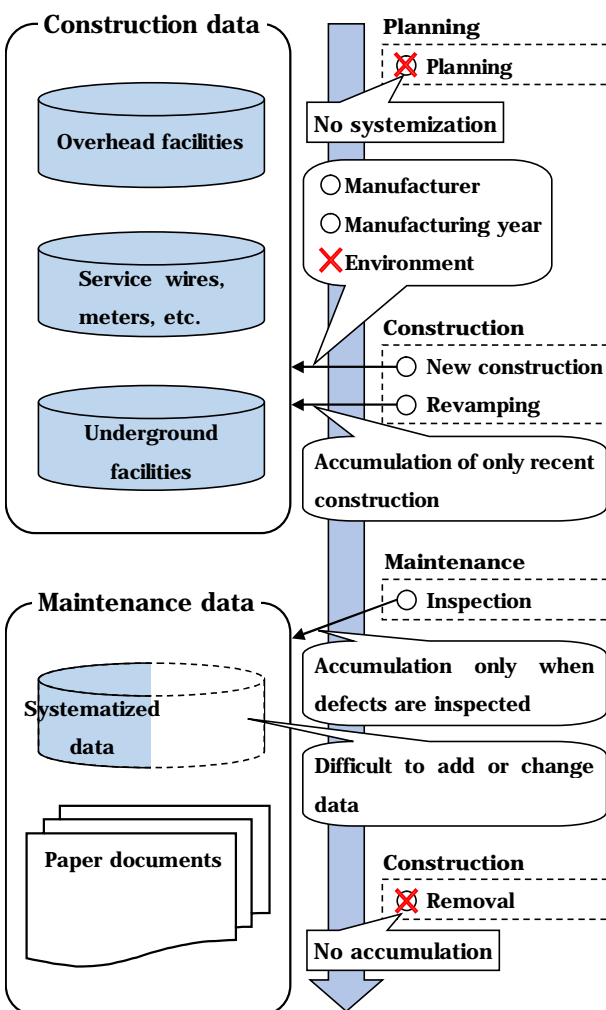 Construction data
Overhead facilities
Service wires,
meters, etc.
Underground
facilities
Maintenance data
Systematized
data
Paper documents
Planning
Planning
No systemization
Manufacturer
Manufacturing year
Environment
Construction
New construction
Revamping
Accumulation of only recent
construction
Maintenance
Inspection
Accumulation only when
defects are inspected
Difficult to add or change
data
Construction
Removal
No accumulation